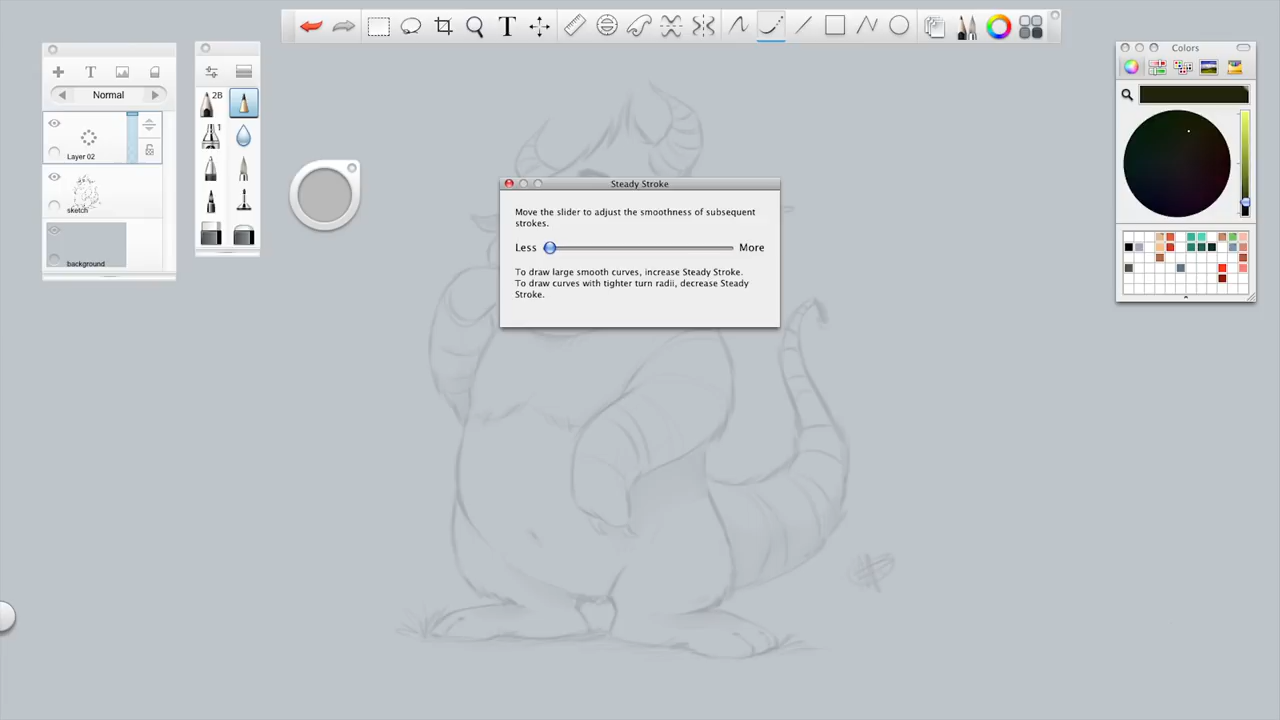 Colors
Normal
2B
1
Layer 02
sketch
background
Steady Stroke
Move the slider to adjust the smoothness of subsequent
strokes.
Less More
To draw large smooth curves, increase Steady Stroke.
To draw curves with tighter turn radii, decrease Steady
Stroke.